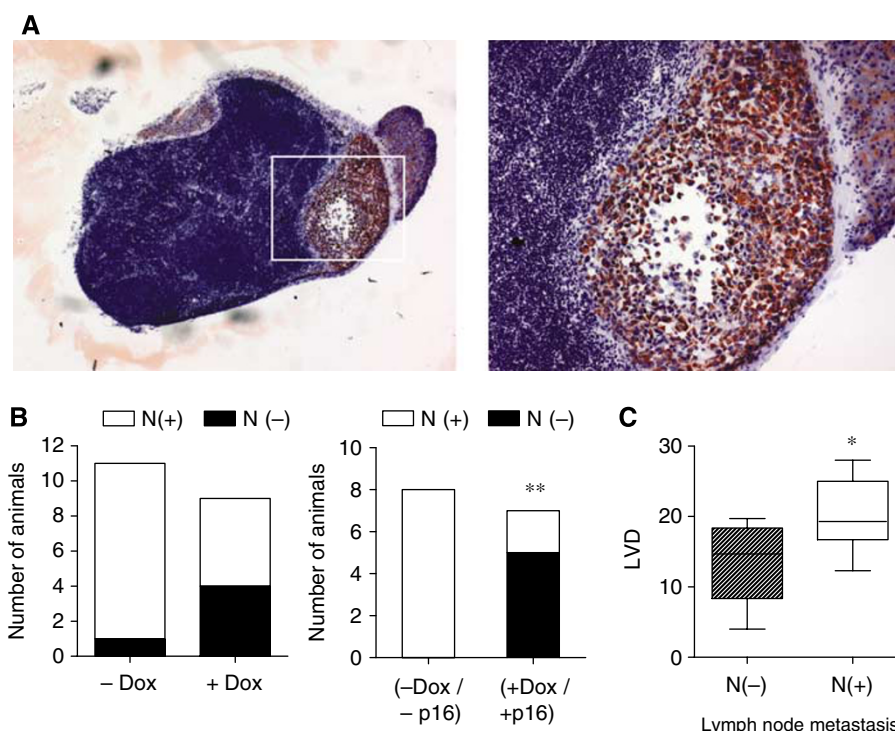 A
B
N(+) N (–)
Number of animals
12
10
8
6
4
2
0
– Dox + Dox
N (+) N (–)
Number of animals
10
8
6
4
2
0
**
(–Dox / – p16)
(+Dox / +p16)
C
LVD
30
20
10
0
*
N(–) N(+)
Lymph node metastasis